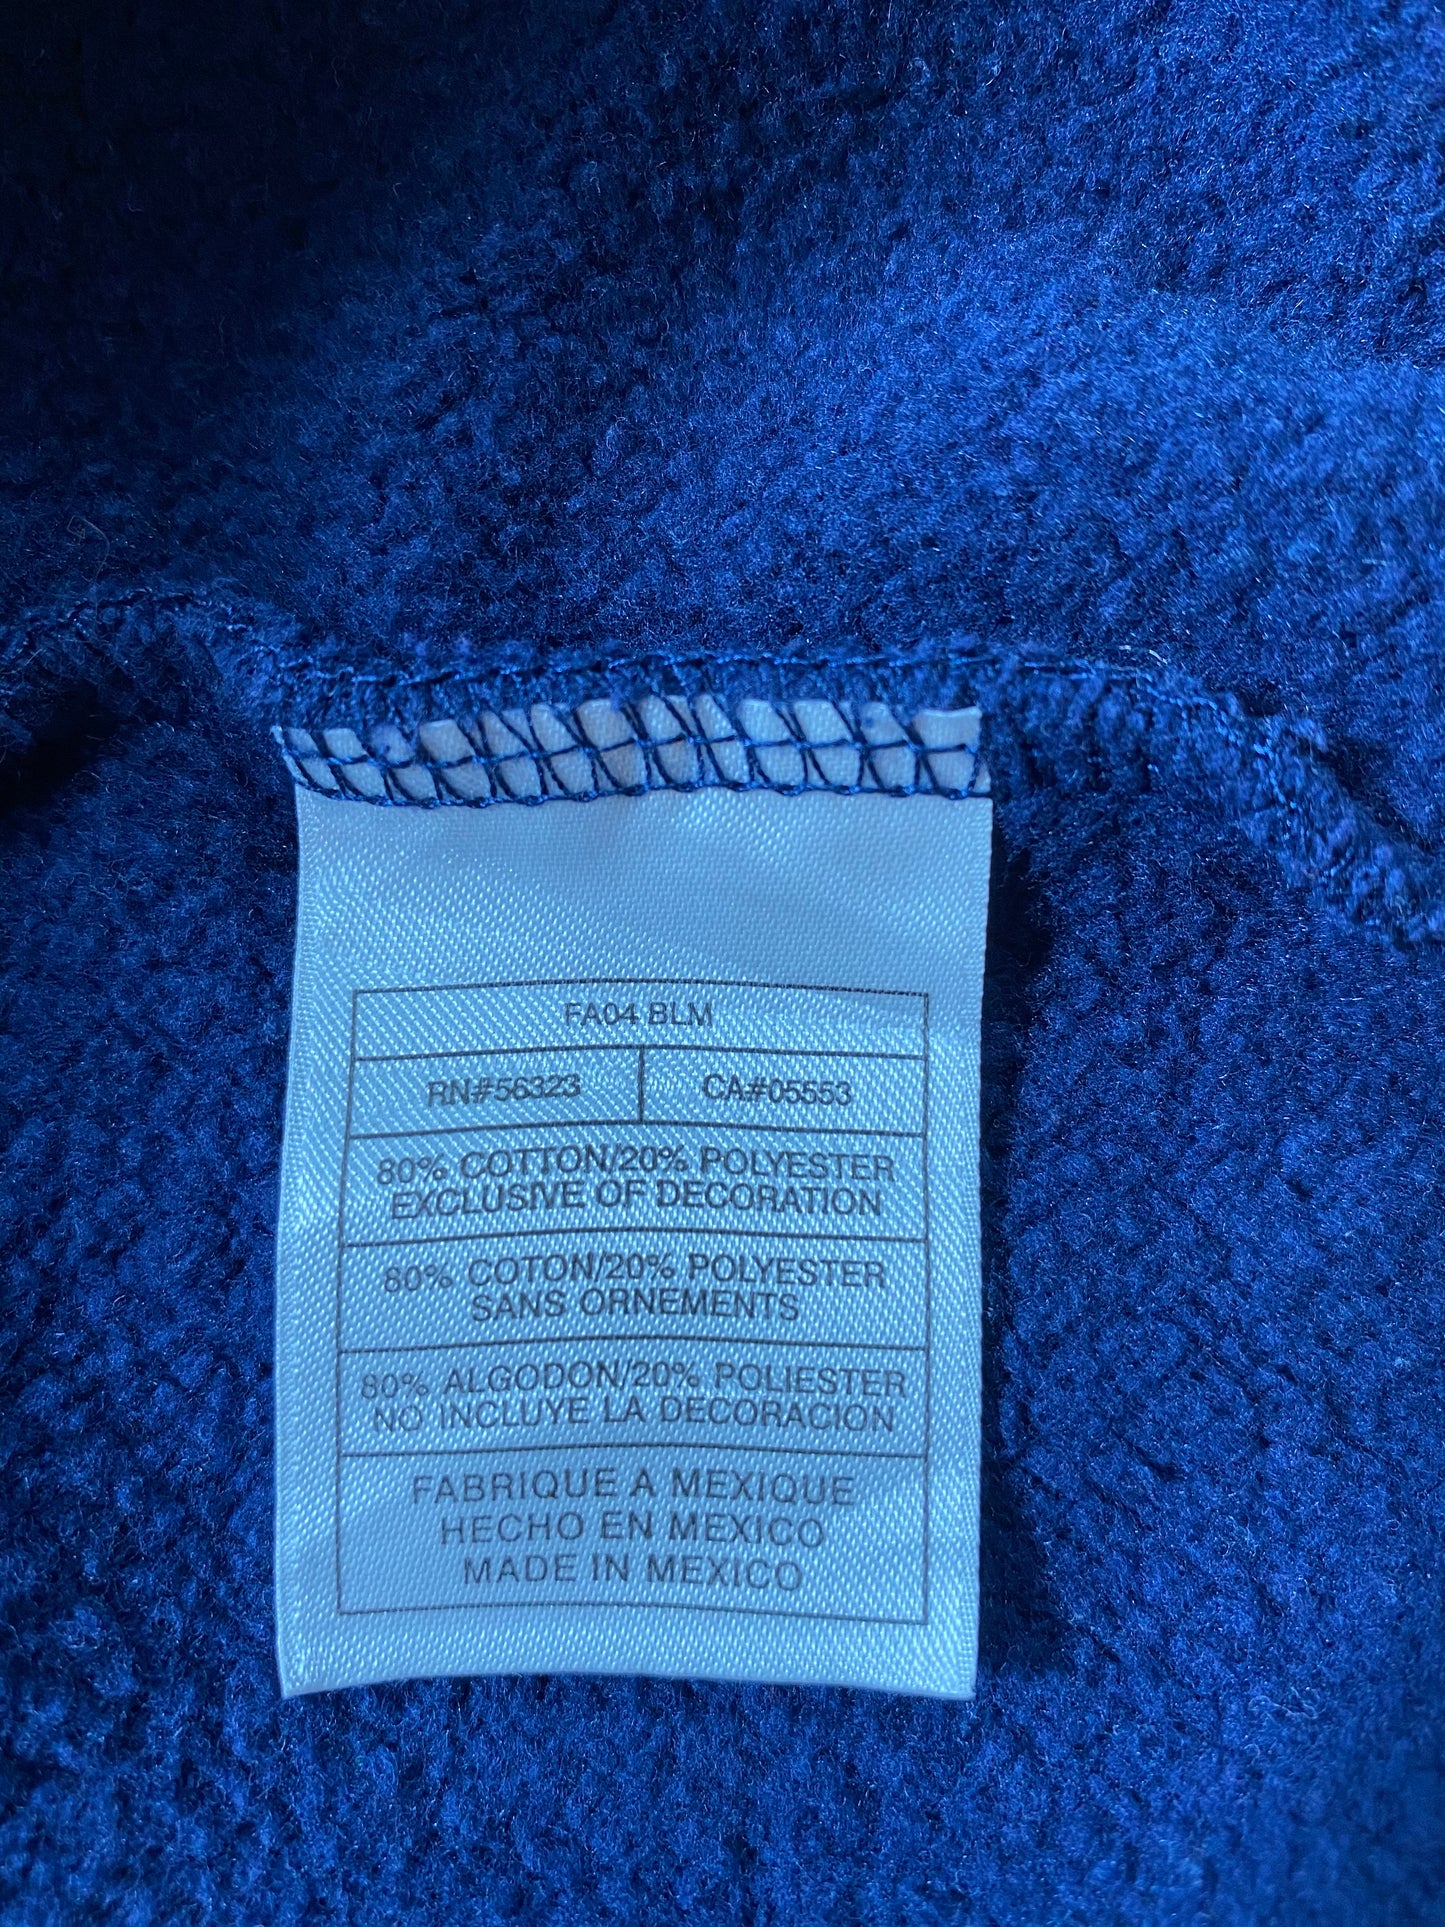 FA04 BLM
RN#56323 CA#05553
80% COTTON/20% POLYESTER
EXCLUSIVE OF DECORATION
80% COTON/20% POLYESTER
SANS ORNEMENTS
80% ALGODON/20% POLIESTER
NO INCLUYE LA DECORACION
FABRIQUE A MEXIQUE
HECHO EN MEXICO
MADE IN MEXICO